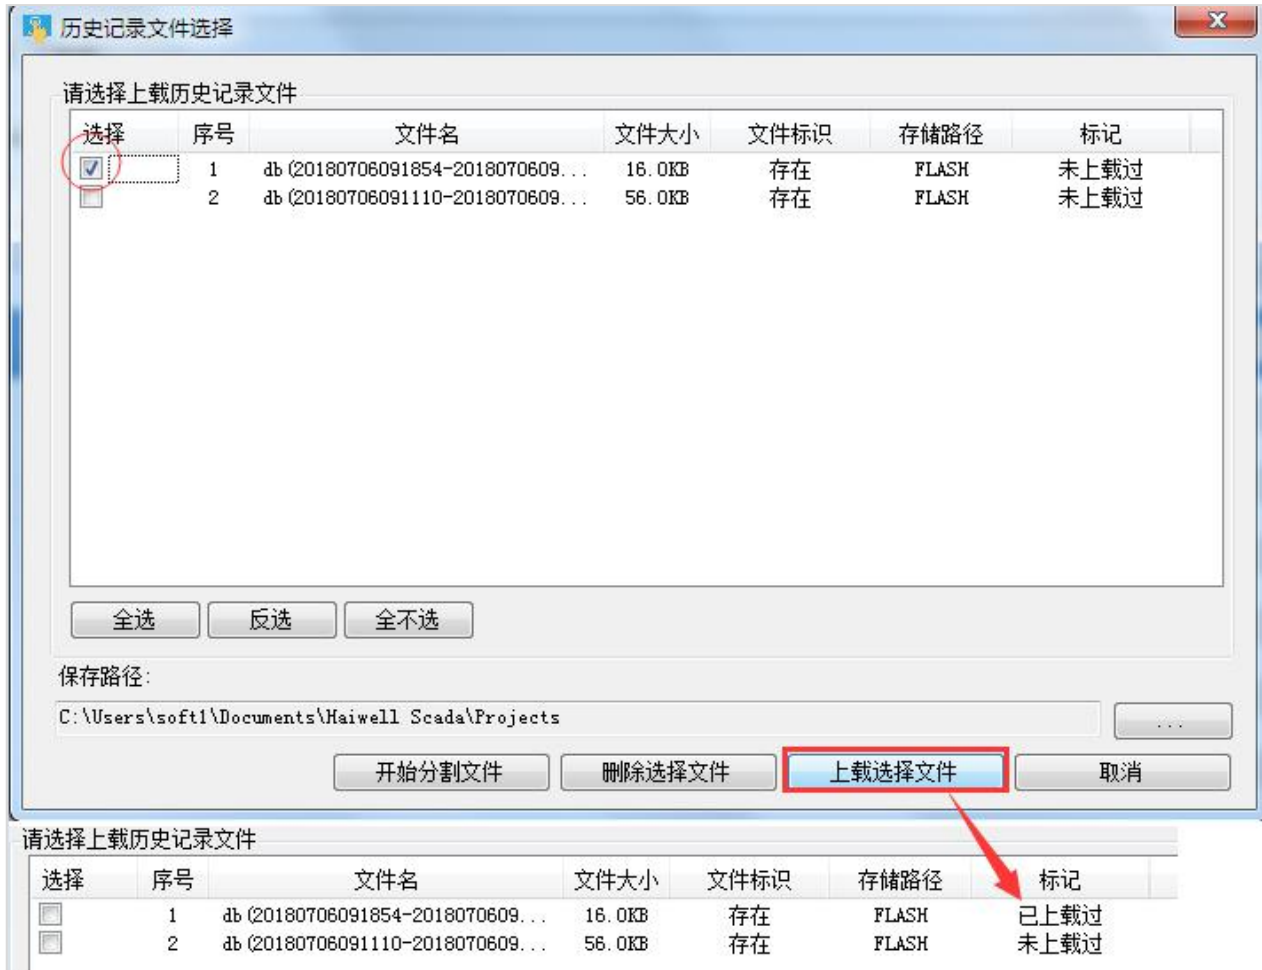 历史记录文件选择
请选择上载历史记录文件
选择 序号 文件名 文件大小 文件标识 存储路径 标记
1 db(20180706091854-2018070609... 16.0KB 存在 FLASH 未上载过
2 db(20180706091110-2018070609... 56.0KB 存在 FLASH 未上载过
全选 反选 全不选
保存路径:
C:\Users\soft1\Documents\Haiwell Scada\Projects ...
开始分割文件 删除选择文件 上载选择文件 取消
请选择上载历史记录文件
选择 序号 文件名 文件大小 文件标识 存储路径 标记
1 db(20180706091854-2018070609... 16.0KB 存在 FLASH 已上载过
2 db(20180706091110-2018070609... 56.0KB 存在 FLASH 未上载过